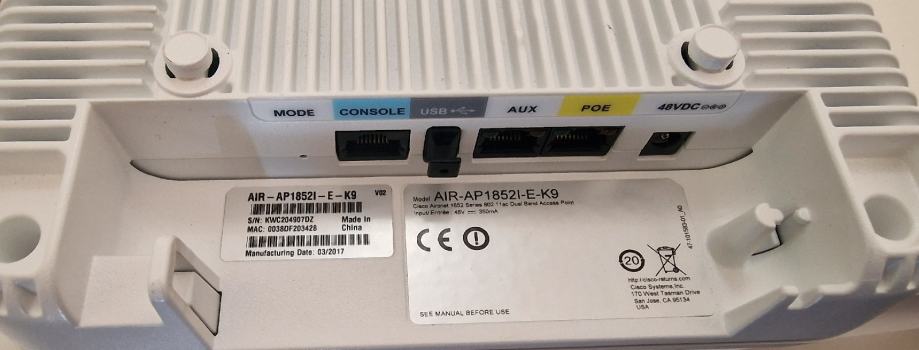 MODE
CONSOLE
USB
AUX
POE
48VDC
AIR-AP1852I-E-K9 V02
S/N: KWC204907DZ Made in
MAC: 0038DF203428 China
Manufacturing Date: 03/2017
Model AIR-AP1852I-E-K9
Cisco Aironet 1852 Series 802.11ac Dual Band Access Point
Input/Entrée: 48V 350mA
CE
20
http://cisco-returns.com
Cisco Systems, Inc.
170 West Tasman Drive
San Jose, CA 95134
USA
SEE MANUAL BEFORE USE